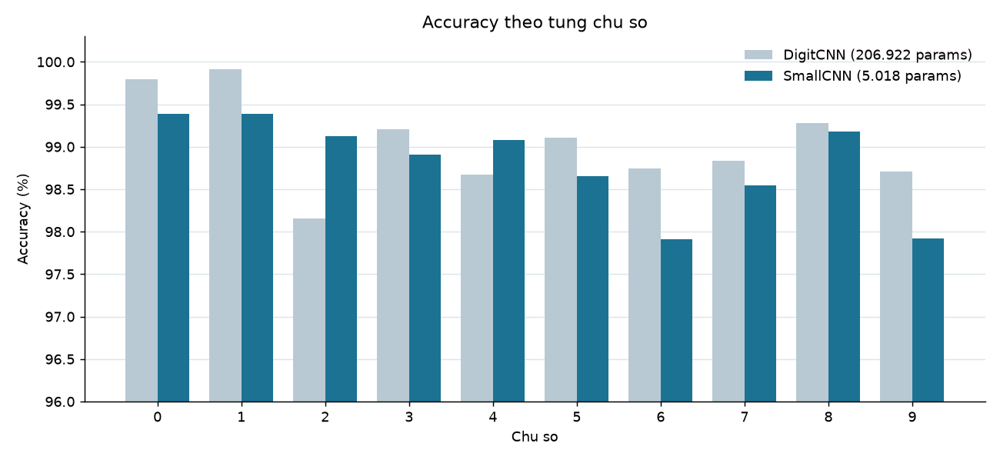 Accuracy theo tung chu so
DigitCNN (206.922 params)
SmallCNN (5.018 params)
Accuracy (%)
100.0
99.5
99.0
98.5
98.0
97.5
97.0
96.5
96.0
0 1 2 3 4 5 6 7 8 9
Chu so